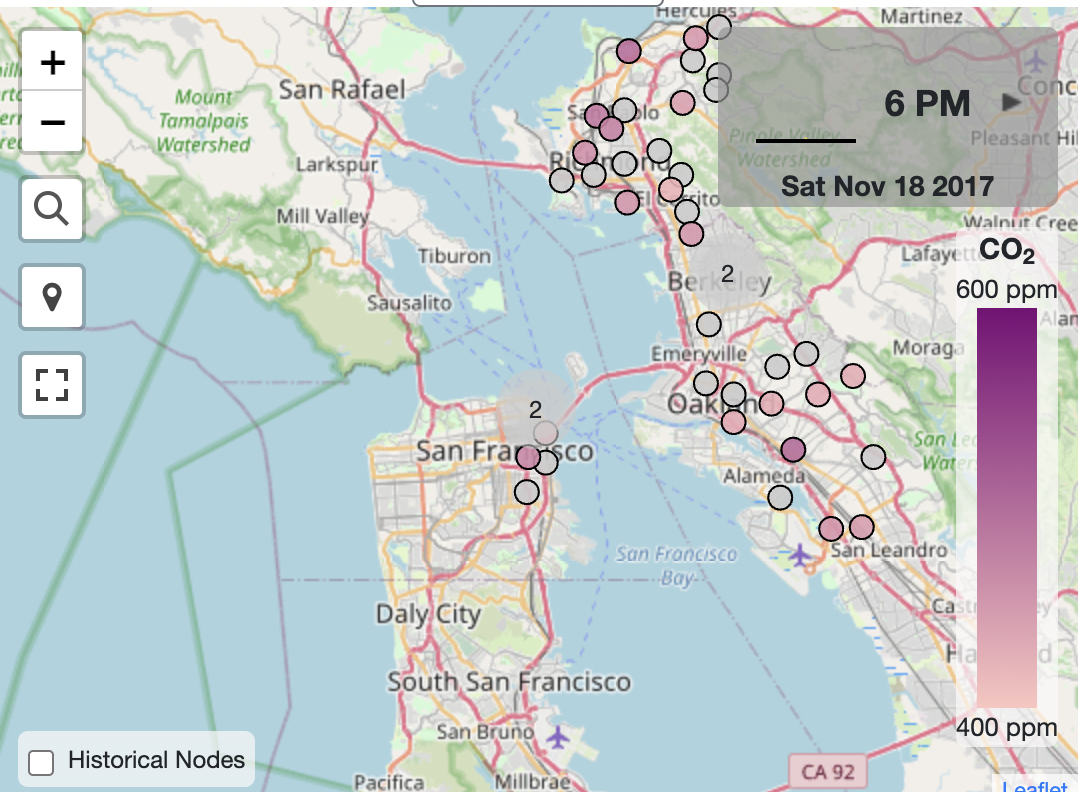 Hercules
Martinez
+
−
San Rafael
6 PM
Mount
Tamalpais
Watershed
Pinole Valley
Watershed
Pleasant Hil
Larkspur
Sat Nov 18 2017
Mill Valley
Walnut Cree
Tiburon
CO₂
Lafayett
2
Berkeley
600 ppm
Sausalito
Emeryville
Moraga
2
Oakland
San Francisco
Alameda
San Francisco
Bay
San Leandro
Daly City
South San Francisco
San Bruno
400 ppm
Historical Nodes
CA 92
Pacifica
Millbrae
Leaflet